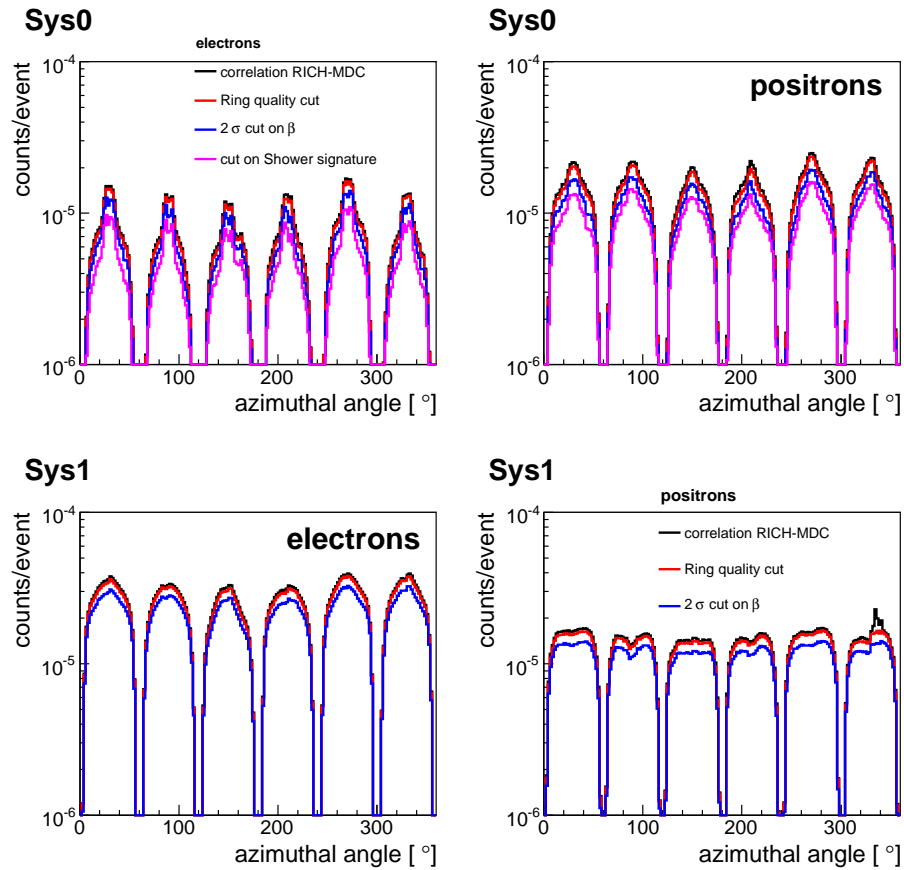 Sys0
electrons
counts/event
10⁻⁴
10⁻⁵
10⁻⁶
correlation RICH-MDC
Ring quality cut
2 σ cut on β
cut on Shower signature
0 100 200 300
azimuthal angle [ °]
Sys0
counts/event
10⁻⁴
10⁻⁵
10⁻⁶
positrons
0 100 200 300
azimuthal angle [ °]
Sys1
counts/event
10⁻⁴
10⁻⁵
10⁻⁶
electrons
0 100 200 300
azimuthal angle [ °]
Sys1
positrons
counts/event
10⁻⁴
10⁻⁵
10⁻⁶
correlation RICH-MDC
Ring quality cut
2 σ cut on β
0 100 200 300
azimuthal angle [ °]